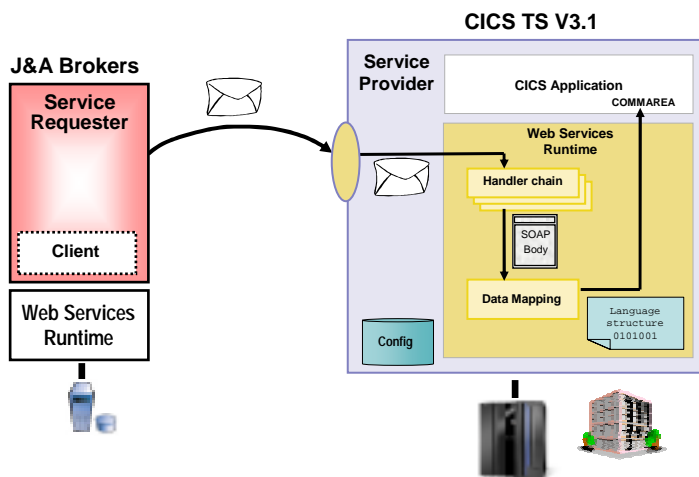 CICS TS V3.1
J&A Brokers
Service
Requester
Client
Web Services
Runtime
Service
Provider
CICS Application
COMMAREA
Web Services
Runtime
Handler chain
SOAP
Body
Data Mapping
Language
structure
0101001
Config